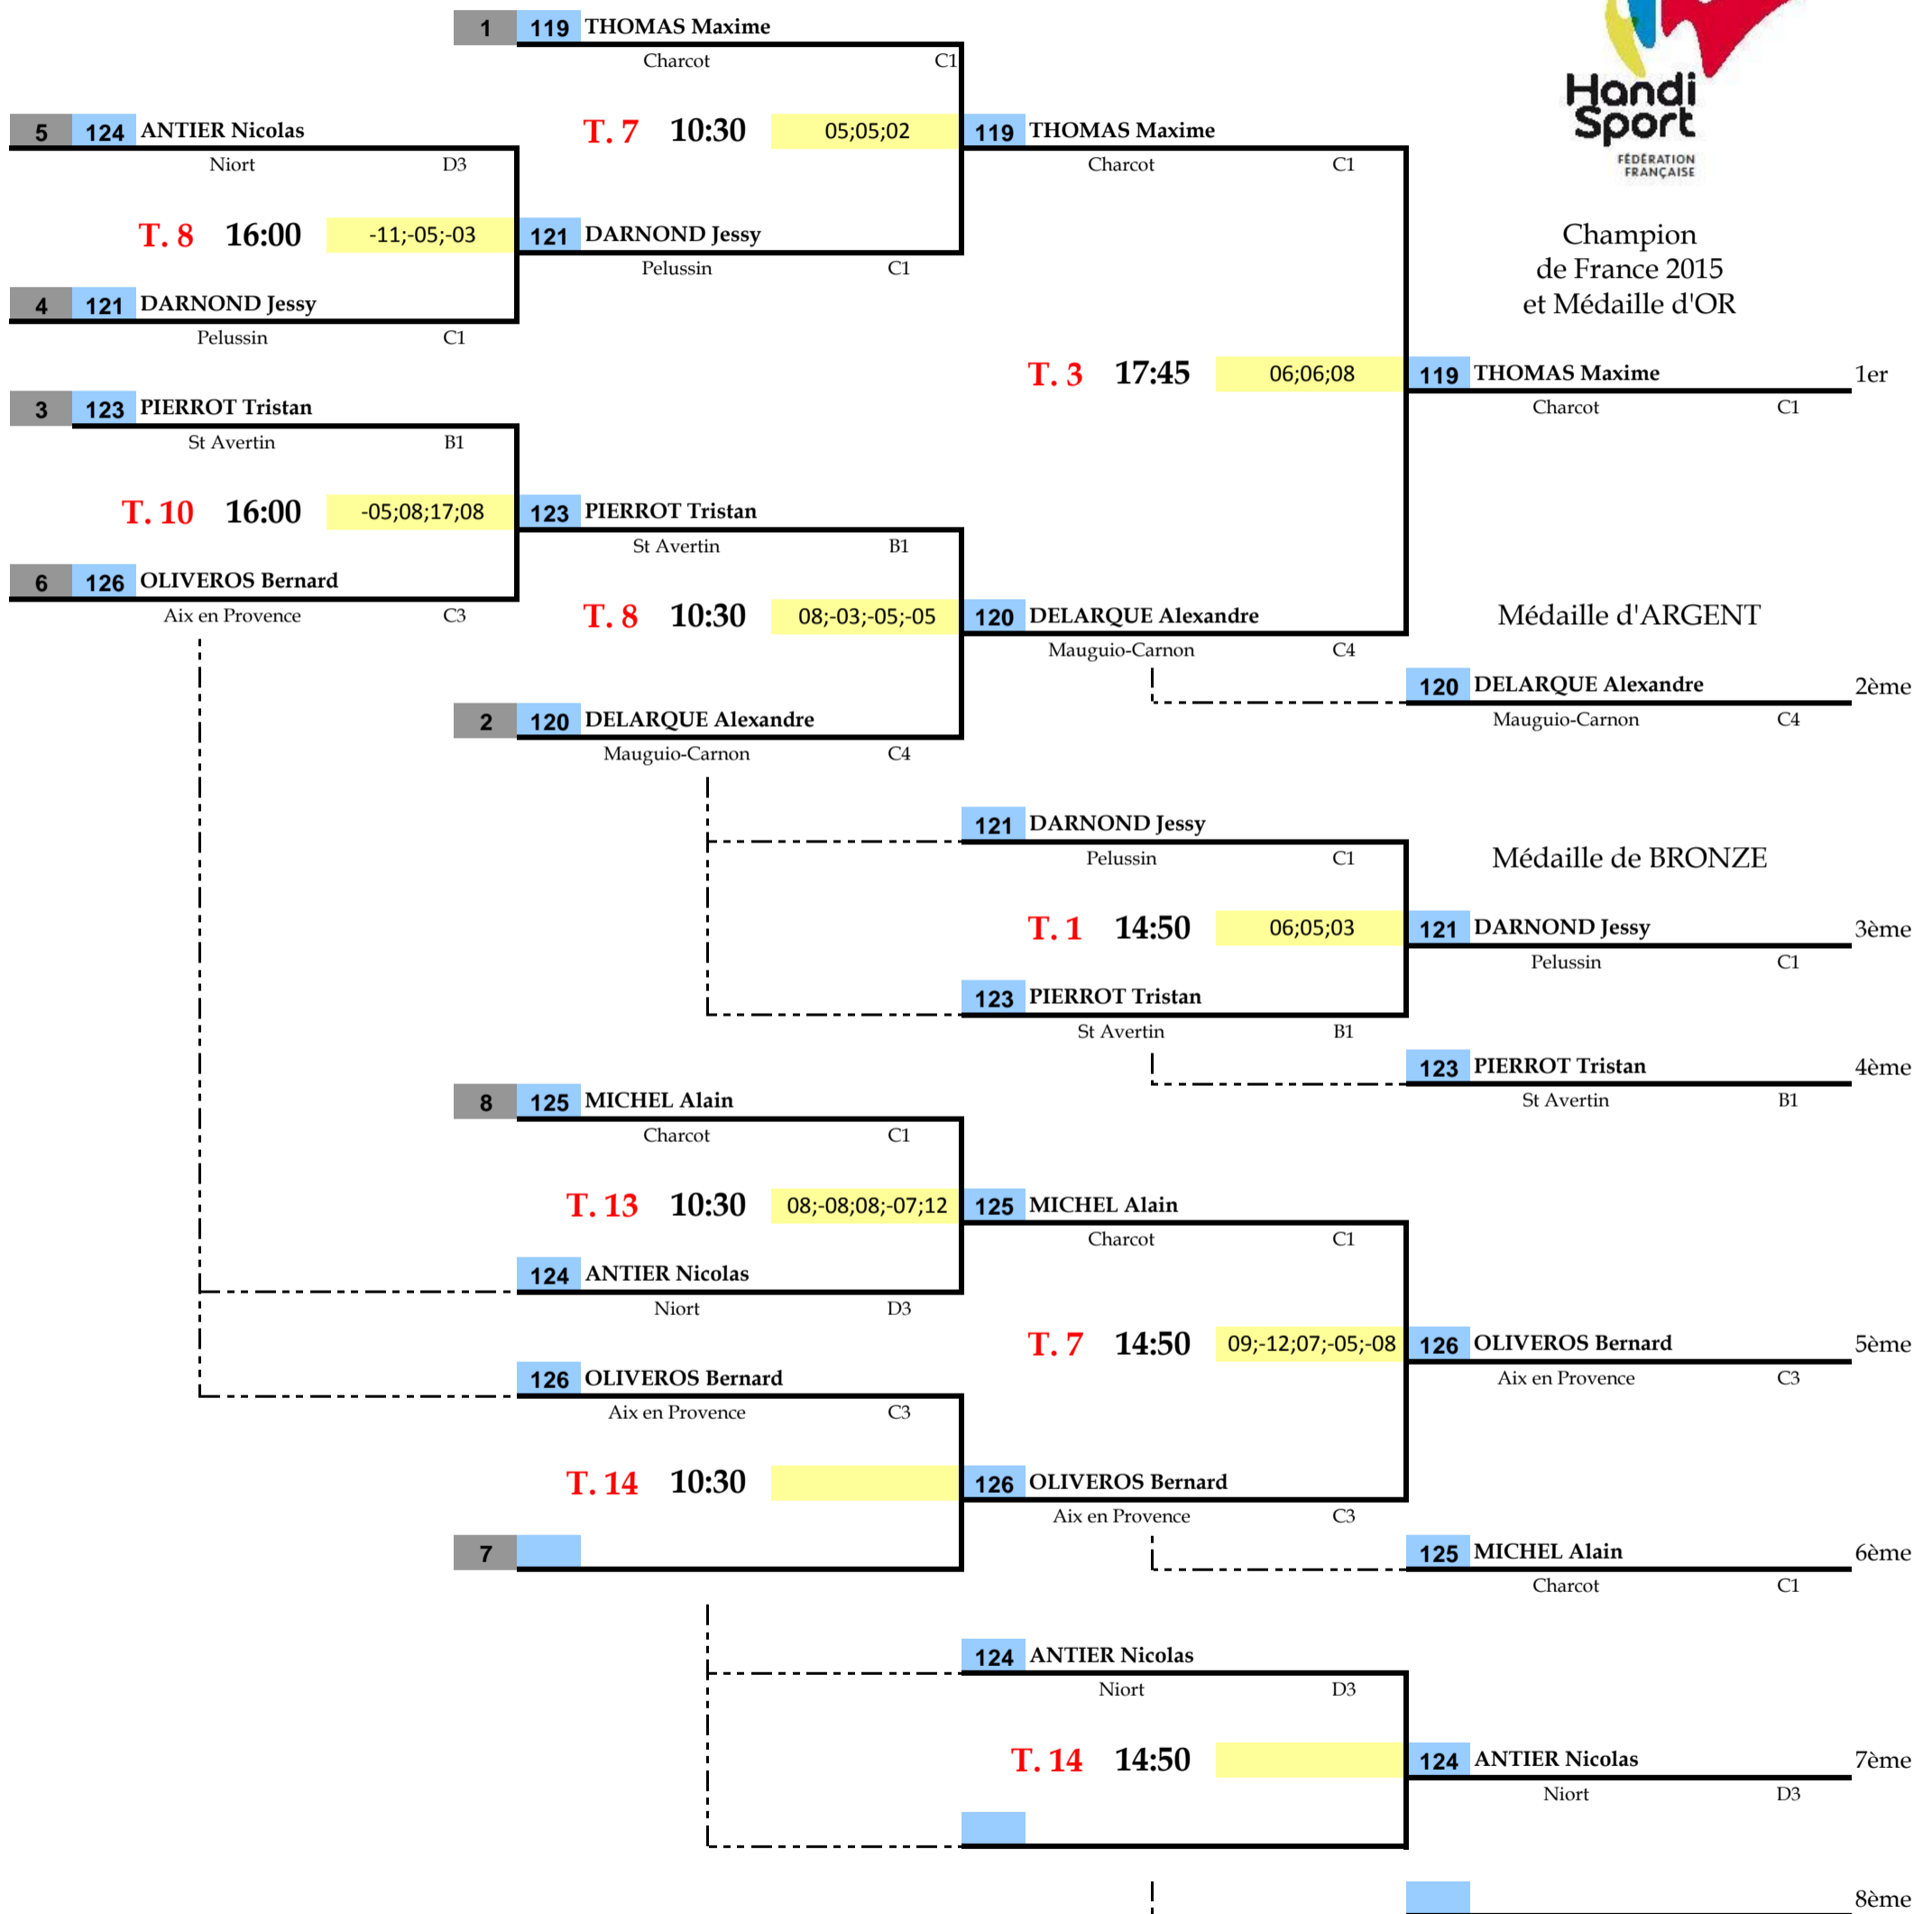 1 119 THOMAS Maxime
Charcot C1
5 124 ANTIER Nicolas
Niort D3
T. 7 10:30 05;05;02
119 THOMAS Maxime
Charcot C1
Handi
Sport
FÉDÉRATION
FRANÇAISE
T. 8 16:00 -11;-05;-03
121 DARNOND Jessy
Pelussin C1
4 121 DARNOND Jessy
Pelussin C1
Champion
de France 2015
et Médaille d'OR
T. 3 17:45 06;06;08
119 THOMAS Maxime 1er
Charcot C1
3 123 PIERROT Tristan
St Avertin B1
T. 10 16:00 -05;08;17;08
123 PIERROT Tristan
St Avertin B1
6 126 OLIVEROS Bernard
Aix en Provence C3
T. 8 10:30 08;-03;-05;-05
120 DELARQUE Alexandre
Mauguio-Carnon C4
Médaille d'ARGENT
120 DELARQUE Alexandre 2ème
Mauguio-Carnon C4
2 120 DELARQUE Alexandre
Mauguio-Carnon C4
121 DARNOND Jessy
Pelussin C1
Médaille de BRONZE
T. 1 14:50 06;05;03
121 DARNOND Jessy 3ème
Pelussin C1
123 PIERROT Tristan
St Avertin B1
123 PIERROT Tristan 4ème
St Avertin B1
8 125 MICHEL Alain
Charcot C1
T. 13 10:30 08;-08;08;-07;12
125 MICHEL Alain
Charcot C1
124 ANTIER Nicolas
Niort D3
T. 7 14:50 09;-12;07;-05;-08
126 OLIVEROS Bernard 5ème
Aix en Provence C3
126 OLIVEROS Bernard
Aix en Provence C3
T. 14 10:30
126 OLIVEROS Bernard
Aix en Provence C3
7
125 MICHEL Alain 6ème
Charcot C1
124 ANTIER Nicolas
Niort D3
T. 14 14:50
124 ANTIER Nicolas 7ème
Niort D3
8ème